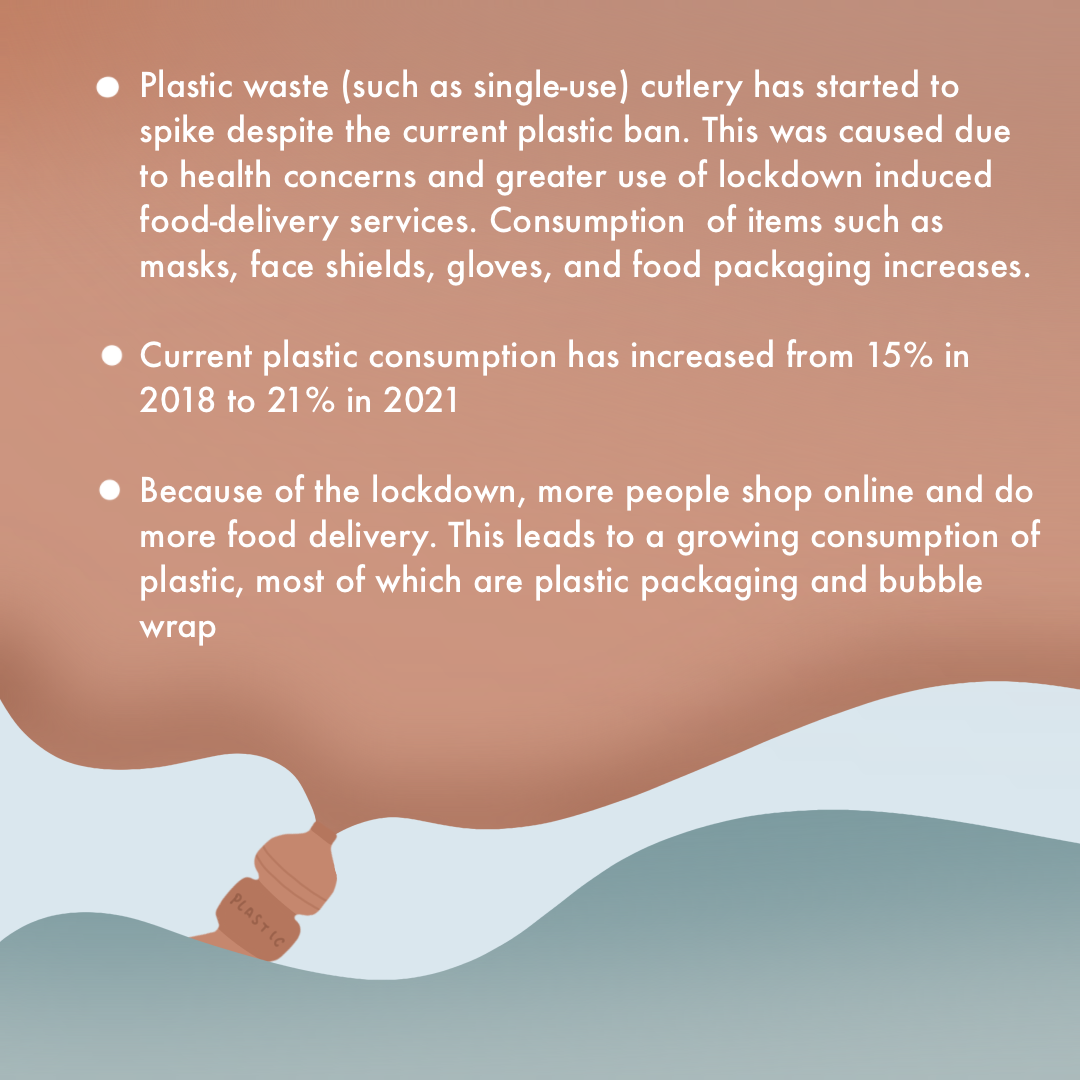 Plastic waste (such as single-use) cutlery has started to
spike despite the current plastic ban. This was caused due
to health concerns and greater use of lockdown induced
food-delivery services. Consumption  of items such as
masks, face shields, gloves, and food packaging increases.
Current plastic consumption has increased from 15% in
2018 to 21% in 2021
Because of the lockdown, more people shop online and do
more food delivery. This leads to a growing consumption of
plastic, most of which are plastic packaging and bubble
wrap
PLASTIC